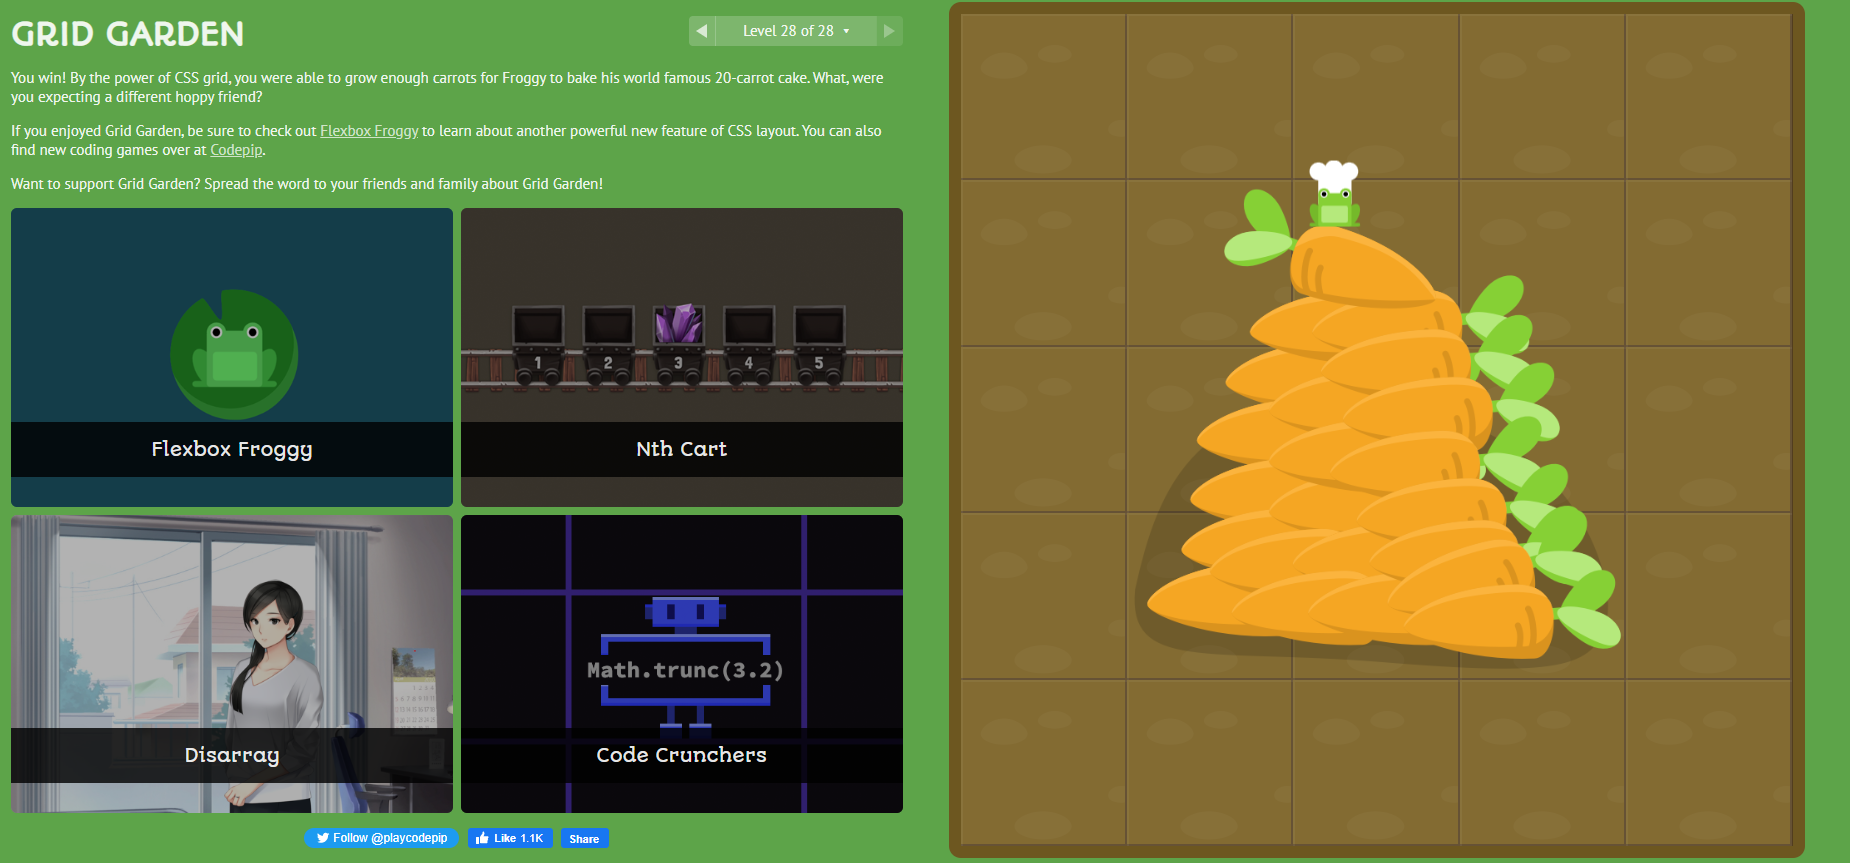 GRID GARDEN
Level 28 of 28
You win! By the power of CSS grid, you were able to grow enough carrots for Froggy to bake his world famous 20-carrot cake. What, were
you expecting a different hoppy friend?
If you enjoyed Grid Garden, be sure to check out Flexbox Froggy to learn about another powerful new feature of CSS layout. You can also
find new coding games over at Codepip.
Want to support Grid Garden? Spread the word to your friends and family about Grid Garden!
Flexbox Froggy
1 2 3 4 5
Nth Cart
Disarray
Math.trunc(3.2)
Code Crunchers
Follow @playcodepip
Like 1.1K
Share